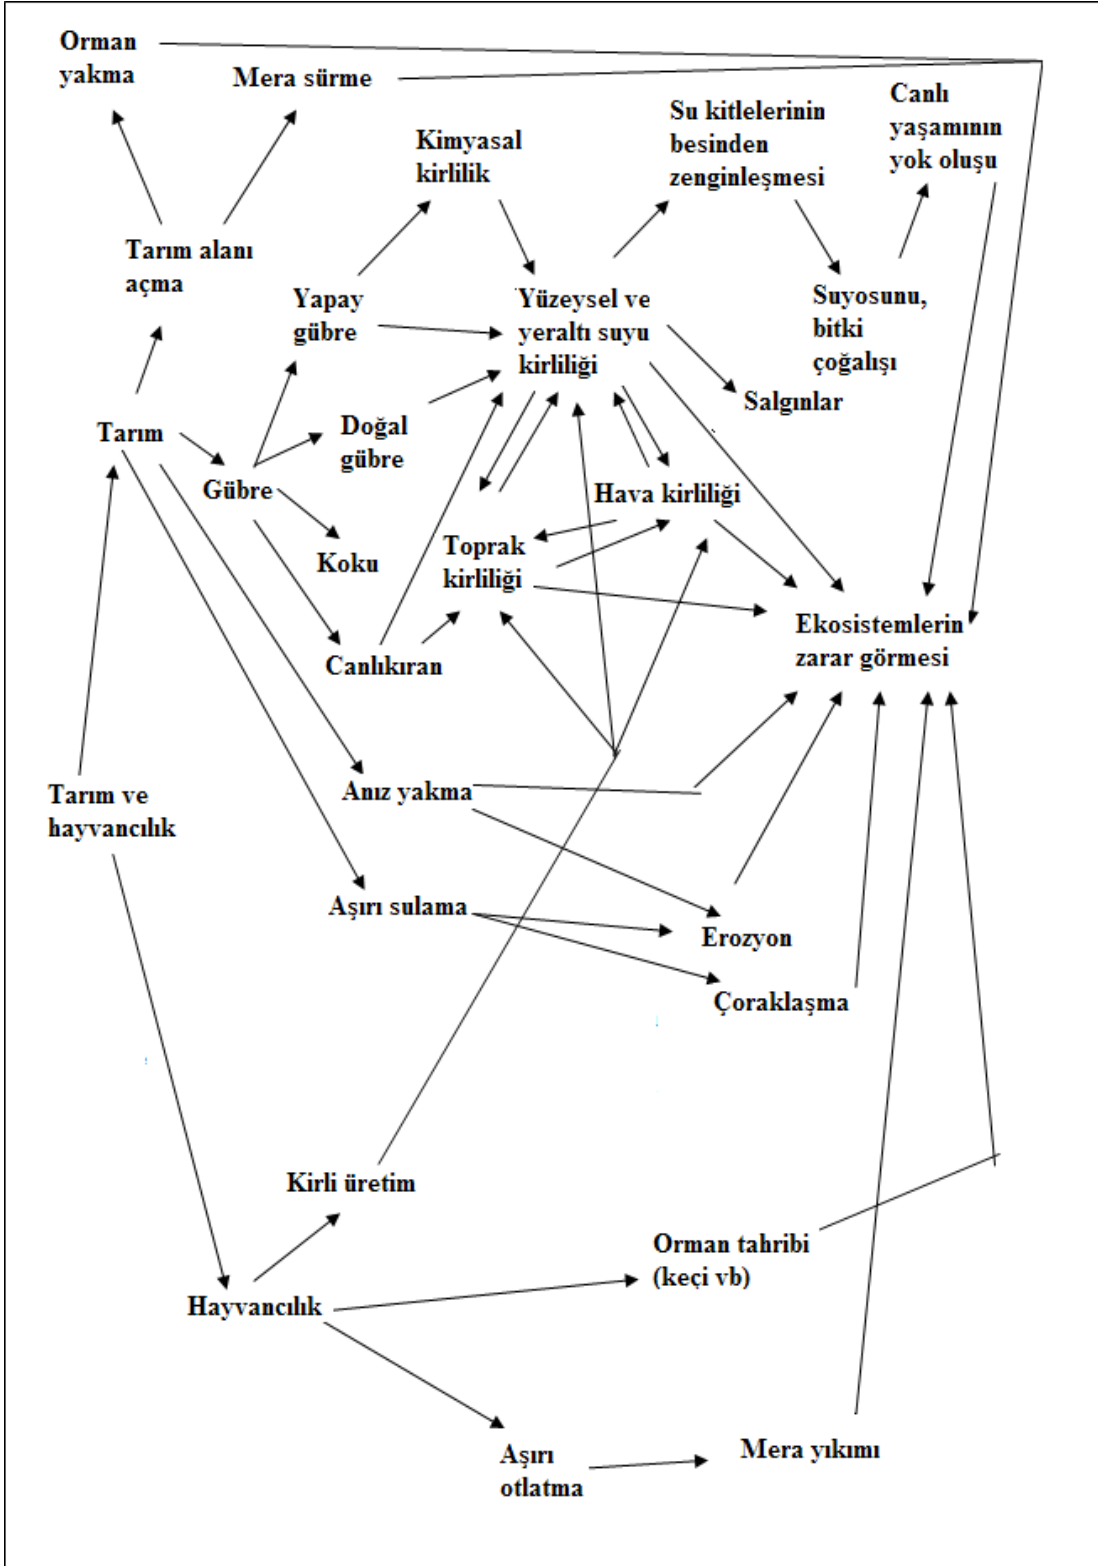 Orman
yakma
Mera sürme
Kimyasal
kirlilik
Su kitlelerinin
besinden
zenginleşmesi
Canlı
yaşamının
yok oluşu
Tarım alanı
açma
Yapay
gübre
Yüzeysel ve
yeraltı suyu
kirliliği
Suyosunu,
bitki
çoğalışı
Salgınlar
Tarım
Doğal
gübre
Gübre
Hava kirliliği
Koku
Toprak
kirliliği
Canlıkıran
Ekosistemlerin
zarar görmesi
Tarım ve
hayvancılık
Anız yakma
Aşırı sulama
Erozyon
Çoraklaşma
Kirli üretim
Orman tahribi
(keçi vb)
Hayvancılık
Aşırı
otlatma
Mera yıkımı